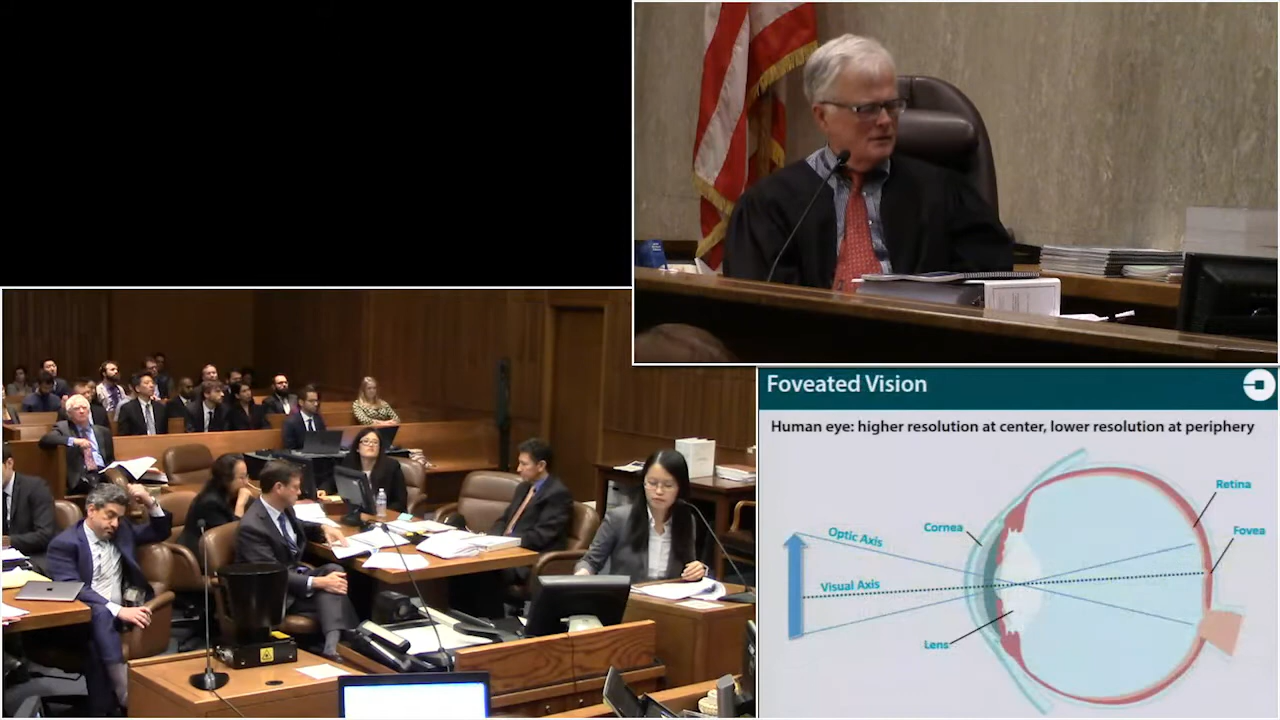 Foveated Vision
Human eye: higher resolution at center, lower resolution at periphery
Retina
Cornea
Optic Axis
Fovea
Visual Axis
Lens